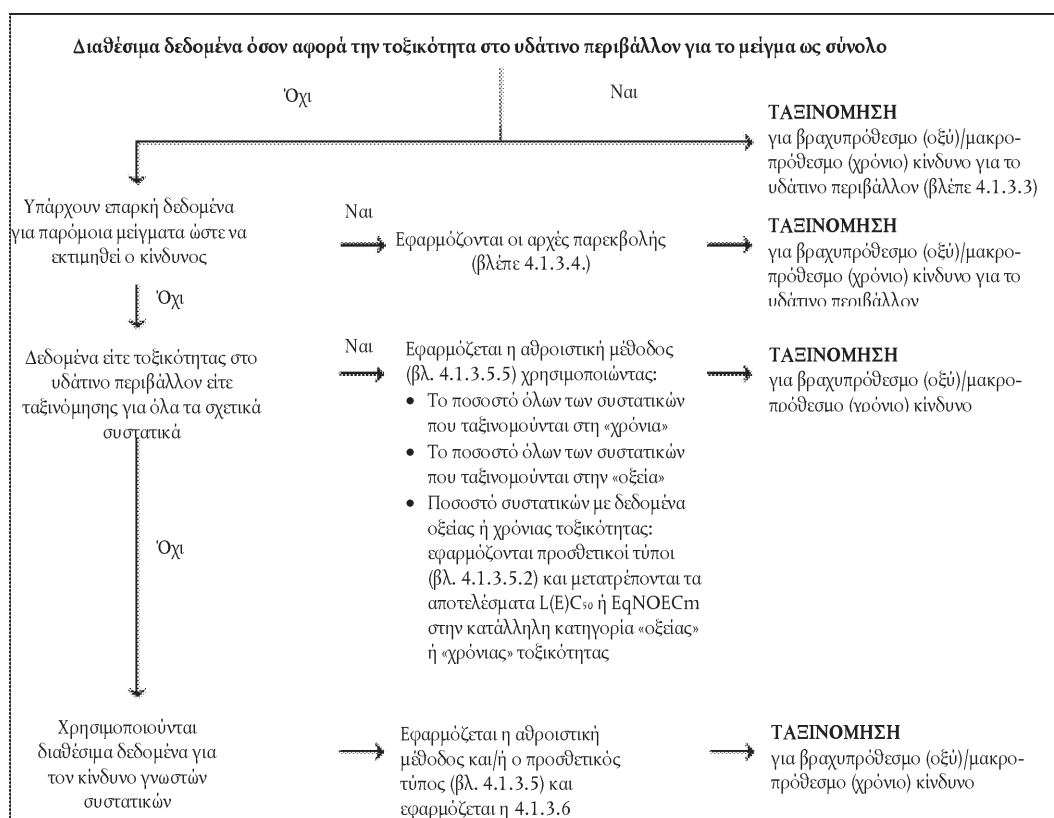 Διαθέσιμα δεδομένα όσον αφορά την τοξικότητα στο υδάτινο περιβάλλον για το μείγμα ως σύνολο
Όχι
Ναι
ΤΑΞΙΝΟΜΗΣΗ
για βραχυπρόθεσμο (οξύ)/μακρο-
πρόθεσμο (χρόνιο) κίνδυνο για το
υδάτινο περιβάλλον (βλέπε 4.1.3.3)
Υπάρχουν επαρκή δεδομένα
για παρόμοια μείγματα ώστε να
εκτιμηθεί ο κίνδυνος
Ναι
Εφαρμόζονται οι αρχές παρεκβολής
(βλέπε 4.1.3.4.)
ΤΑΞΙΝΟΜΗΣΗ
για βραχυπρόθεσμο (οξύ)/μακρο-
πρόθεσμο (χρόνιο) κίνδυνο για το
υδάτινο περιβάλλον
Όχι
Δεδομένα είτε τοξικότητας στο
υδάτινο περιβάλλον είτε
ταξινόμησης για όλα τα σχετικά
συστατικά
Ναι
Εφαρμόζεται η αθροιστική μέθοδος
(βλ. 4.1.3.5.5) χρησιμοποιώντας:
• Το ποσοστό όλων των συστατικών
που ταξινομούνται στη «χρόνια»
• Το ποσοστό όλων των συστατικών
που ταξινομούνται στην «οξεία»
• Ποσοστό συστατικών με δεδομένα
οξείας ή χρόνιας τοξικότητας:
εφαρμόζονται προσθετικοί τύποι
(βλ. 4.1.3.5.2) και μετατρέπονται τα
αποτελέσματα L(E)C₅₀ ή EqNOECm
στην κατάλληλη κατηγορία «οξείας»
ή «χρόνιας» τοξικότητας
ΤΑΞΙΝΟΜΗΣΗ
για βραχυπρόθεσμο (οξύ)/μακρο-
πρόθεσμο (χρόνιο) κίνδυνο
Όχι
Χρησιμοποιούνται
διαθέσιμα δεδομένα για
τον κίνδυνο γνωστών
συστατικών
Εφαρμόζεται η αθροιστική
μέθοδος και/ή ο προσθετικός
τύπος (βλ. 4.1.3.5) και
εφαρμόζεται η 4.1.3.6
ΤΑΞΙΝΟΜΗΣΗ
για βραχυπρόθεσμο (οξύ)/μακρο-
πρόθεσμο (χρόνιο) κίνδυνο